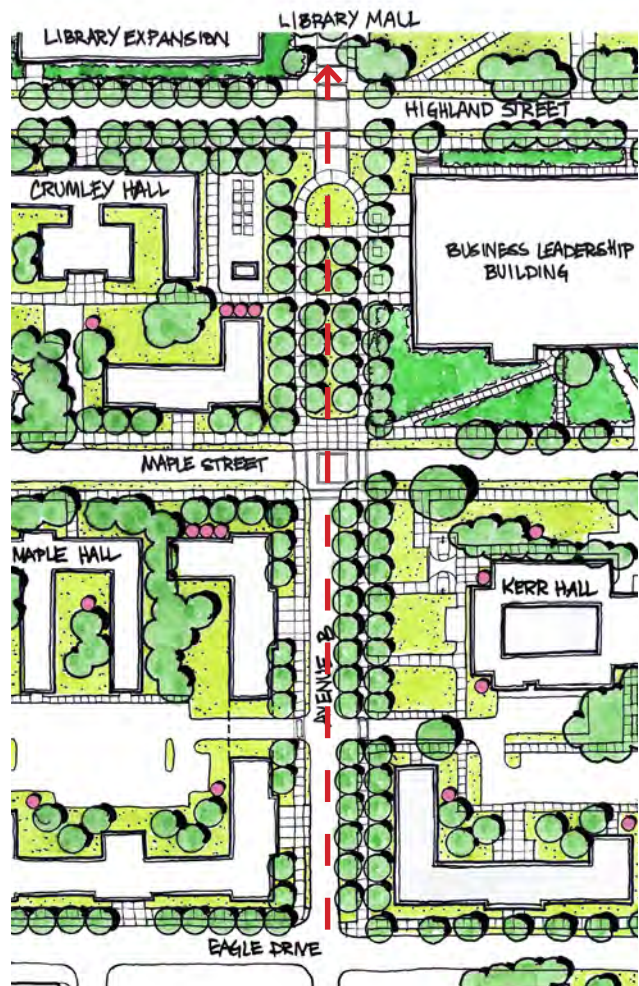 LIBRARY MALL
LIBRARY EXPANSION
HIGHLAND STREET
CRUMLEY HALL
BUSINESS LEADERSHIP
BUILDING
MAPLE STREET
MAPLE HALL
KERR HALL
AVENUE B
EAGLE DRIVE